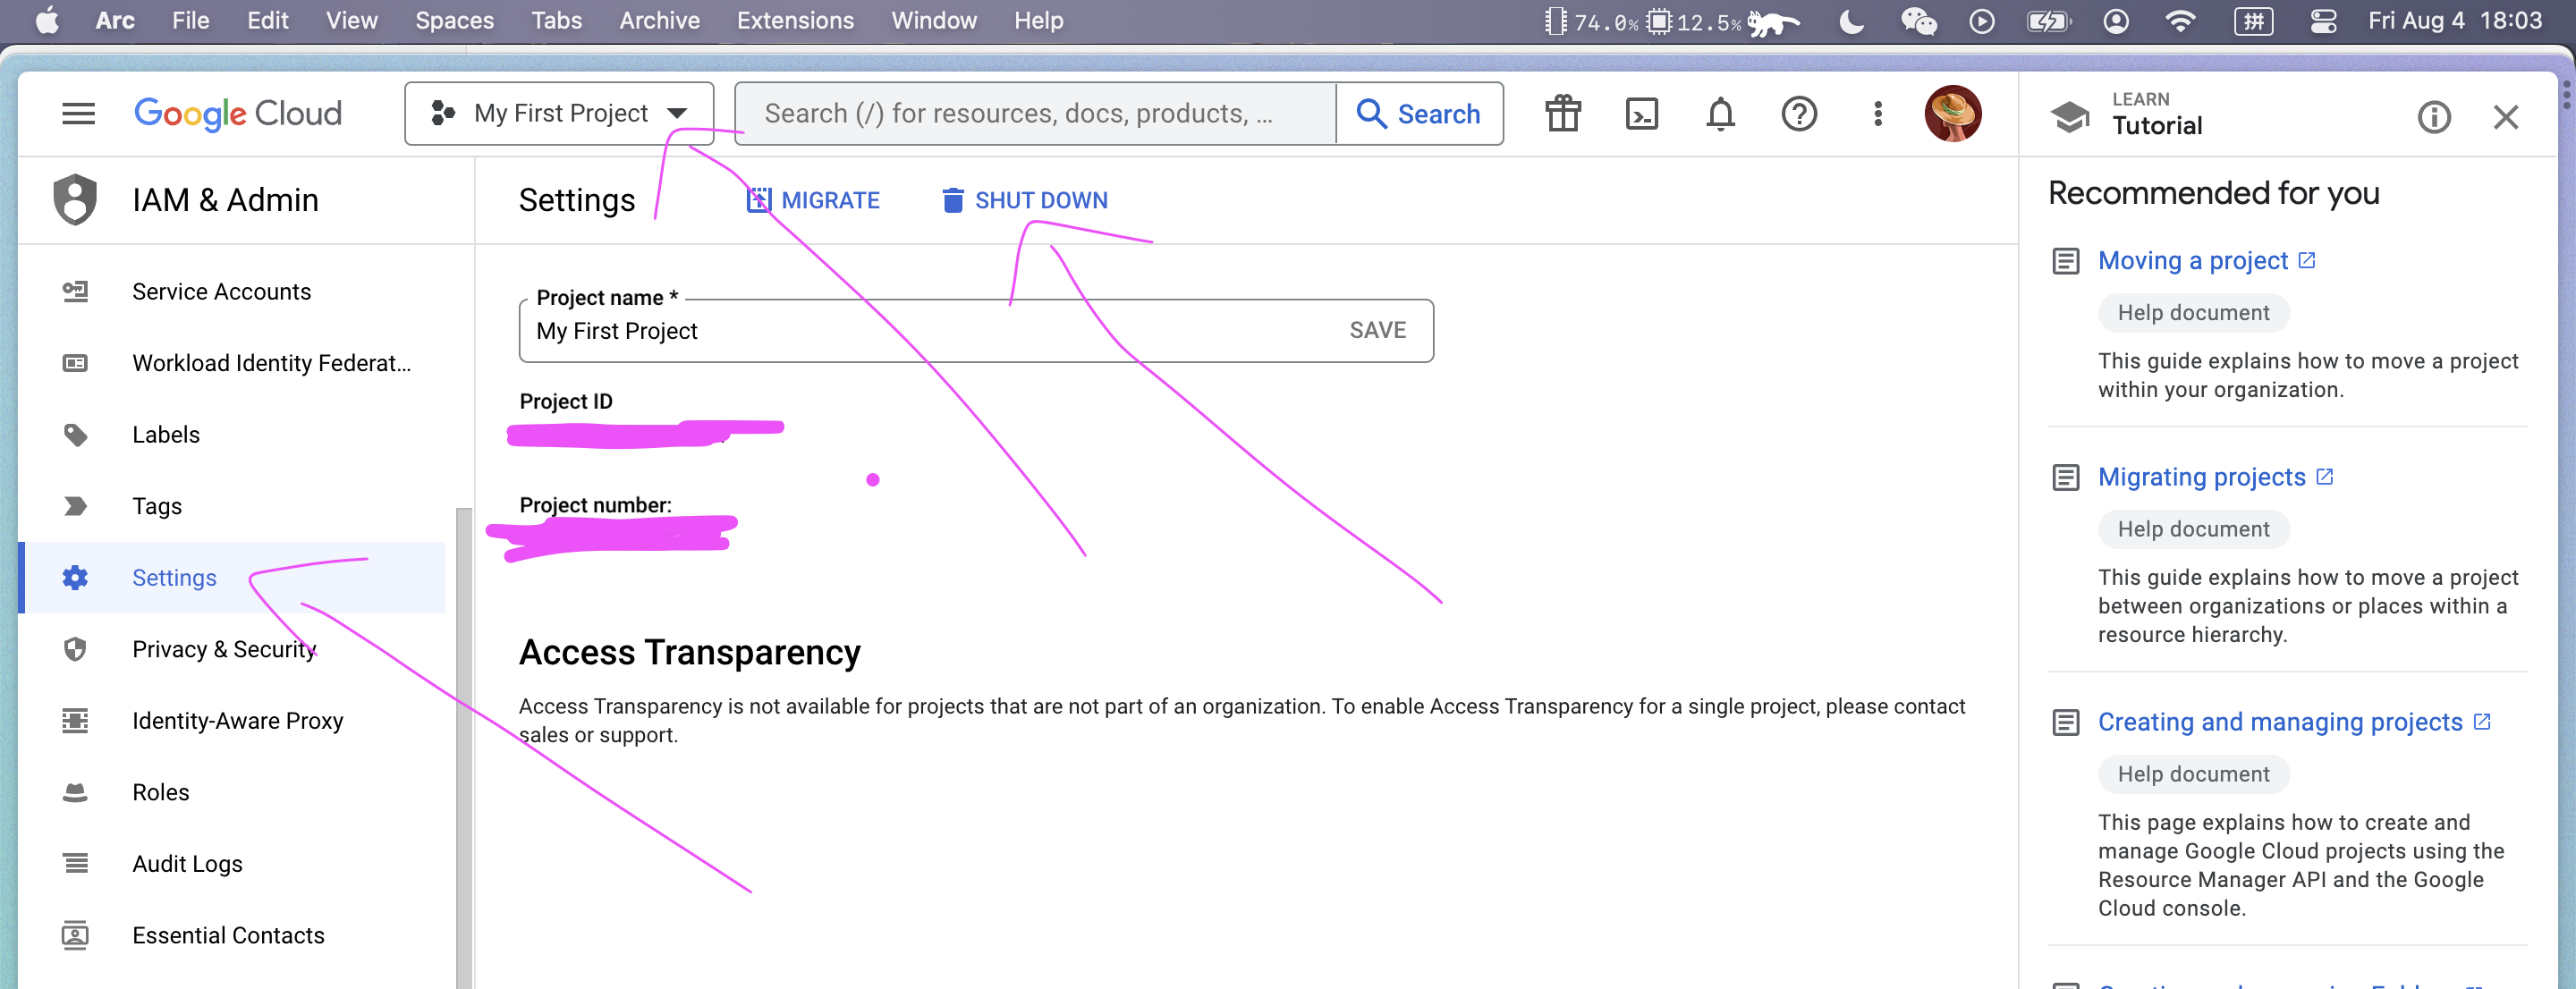 Arc File Edit View Spaces Tabs Archive Extensions Window Help 74.0% 12.5% 拼 Fri Aug 4 18:03
Google Cloud My First Project Search (/) for resources, docs, products, ... Search
LEARN
Tutorial
IAM & Admin
Service Accounts
Workload Identity Federat...
Labels
Tags
Settings
Privacy & Security
Identity-Aware Proxy
Roles
Audit Logs
Essential Contacts
Settings MIGRATE SHUT DOWN
Project name *
My First Project SAVE
Project ID
Project number:
Access Transparency
Access Transparency is not available for projects that are not part of an organization. To enable Access Transparency for a single project, please contact
sales or support.
Recommended for you
Moving a project
Help document
This guide explains how to move a project
within your organization.
Migrating projects
Help document
This guide explains how to move a project
between organizations or places within a
resource hierarchy.
Creating and managing projects
Help document
This page explains how to create and
manage Google Cloud projects using the
Resource Manager API and the Google
Cloud console.